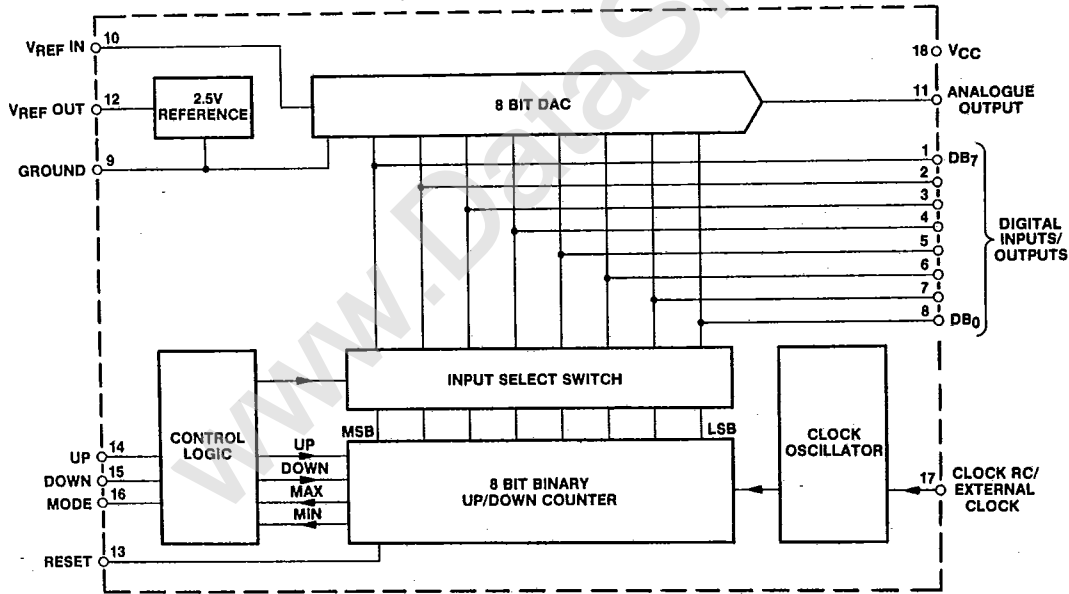 VREF IN
10
18
VCC
VREF OUT
12
2.5V
REFERENCE
8 BIT DAC
11
ANALOGUE
OUTPUT
GROUND
9
1
DB7
2
3
4
5
6
7
8
DB0
DIGITAL
INPUTS/
OUTPUTS
INPUT SELECT SWITCH
CONTROL
LOGIC
CLOCK
OSCILLATOR
MSB
LSB
UP
14
DOWN
15
MODE
16
UP
DOWN
MAX
MIN
8 BIT BINARY
UP/DOWN COUNTER
17
CLOCK RC/
EXTERNAL
CLOCK
RESET
13
www.DataS